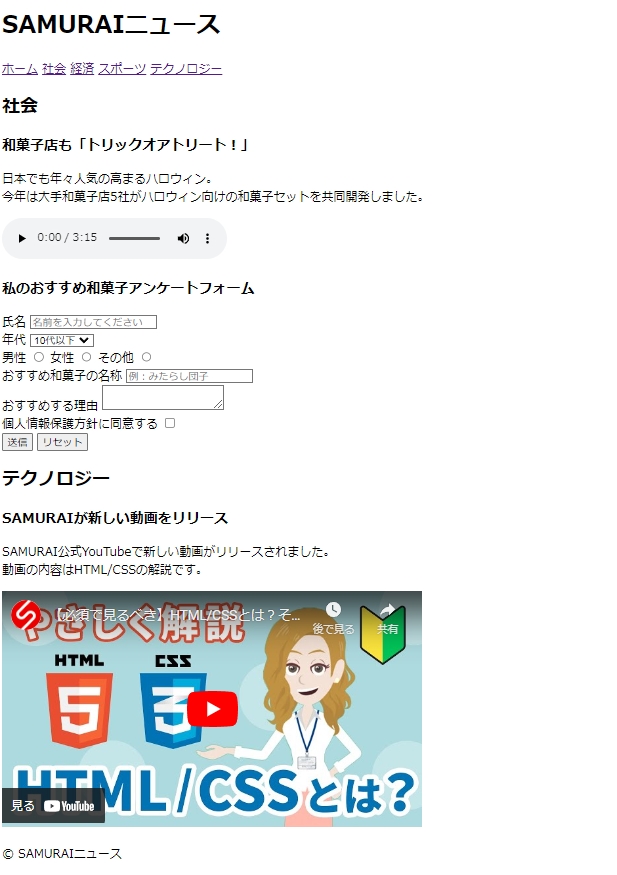 SAMURAIニュース
ホーム 社会 経済 スポーツ テクノロジー
社会
和菓子店も「トリックオアトリート！」
日本でも年々人気の高まるハロウィン。
今年は大手和菓子店5社がハロウィン向けの和菓子セットを共同開発しました。
0:00 / 3:15
私のおすすめ和菓子アンケートフォーム
氏名 名前を入力してください
年代 10代以下
男性 女性 その他
おすすめ和菓子の名称 例：みたらし団子
おすすめする理由
個人情報保護方針に同意する
送信 リセット
テクノロジー
SAMURAIが新しい動画をリリース
SAMURAI公式YouTubeで新しい動画がリリースされました。
動画の内容はHTML/CSSの解説です。
【必須で見るべき】HTML/CSSとは？そ...
後で見る 共有
やさしく解説
HTML CSS
5 3
HTML/CSSとは？
見る YouTube
© SAMURAIニュース